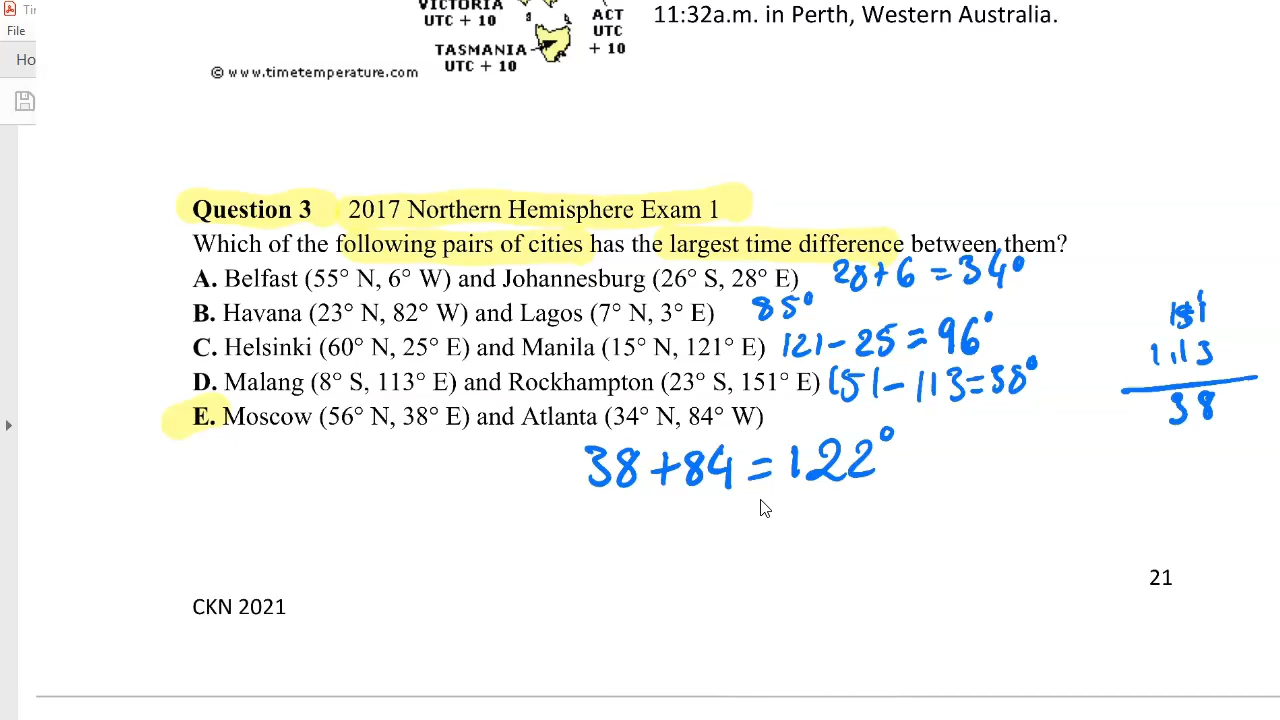 Tir
File
Ho
VICTORIA
UTC + 10
ACT
UTC
+ 10
TASMANIA
UTC + 10
© www.timetemperature.com
11:32a.m. in Perth, Western Australia.
Question 3 2017 Northern Hemisphere Exam 1
Which of the following pairs of cities has the largest time difference between them?
A. Belfast (55° N, 6° W) and Johannesburg (26° S, 28° E) 28+6=34°
B. Havana (23° N, 82° W) and Lagos (7° N, 3° E) 85°
C. Helsinki (60° N, 25° E) and Manila (15° N, 121° E) 121-25=96°
D. Malang (8° S, 113° E) and Rockhampton (23° S, 151° E) 151-113=38°
E. Moscow (56° N, 38° E) and Atlanta (34° N, 84° W)
38+84=122°
113
38
21
CKN 2021